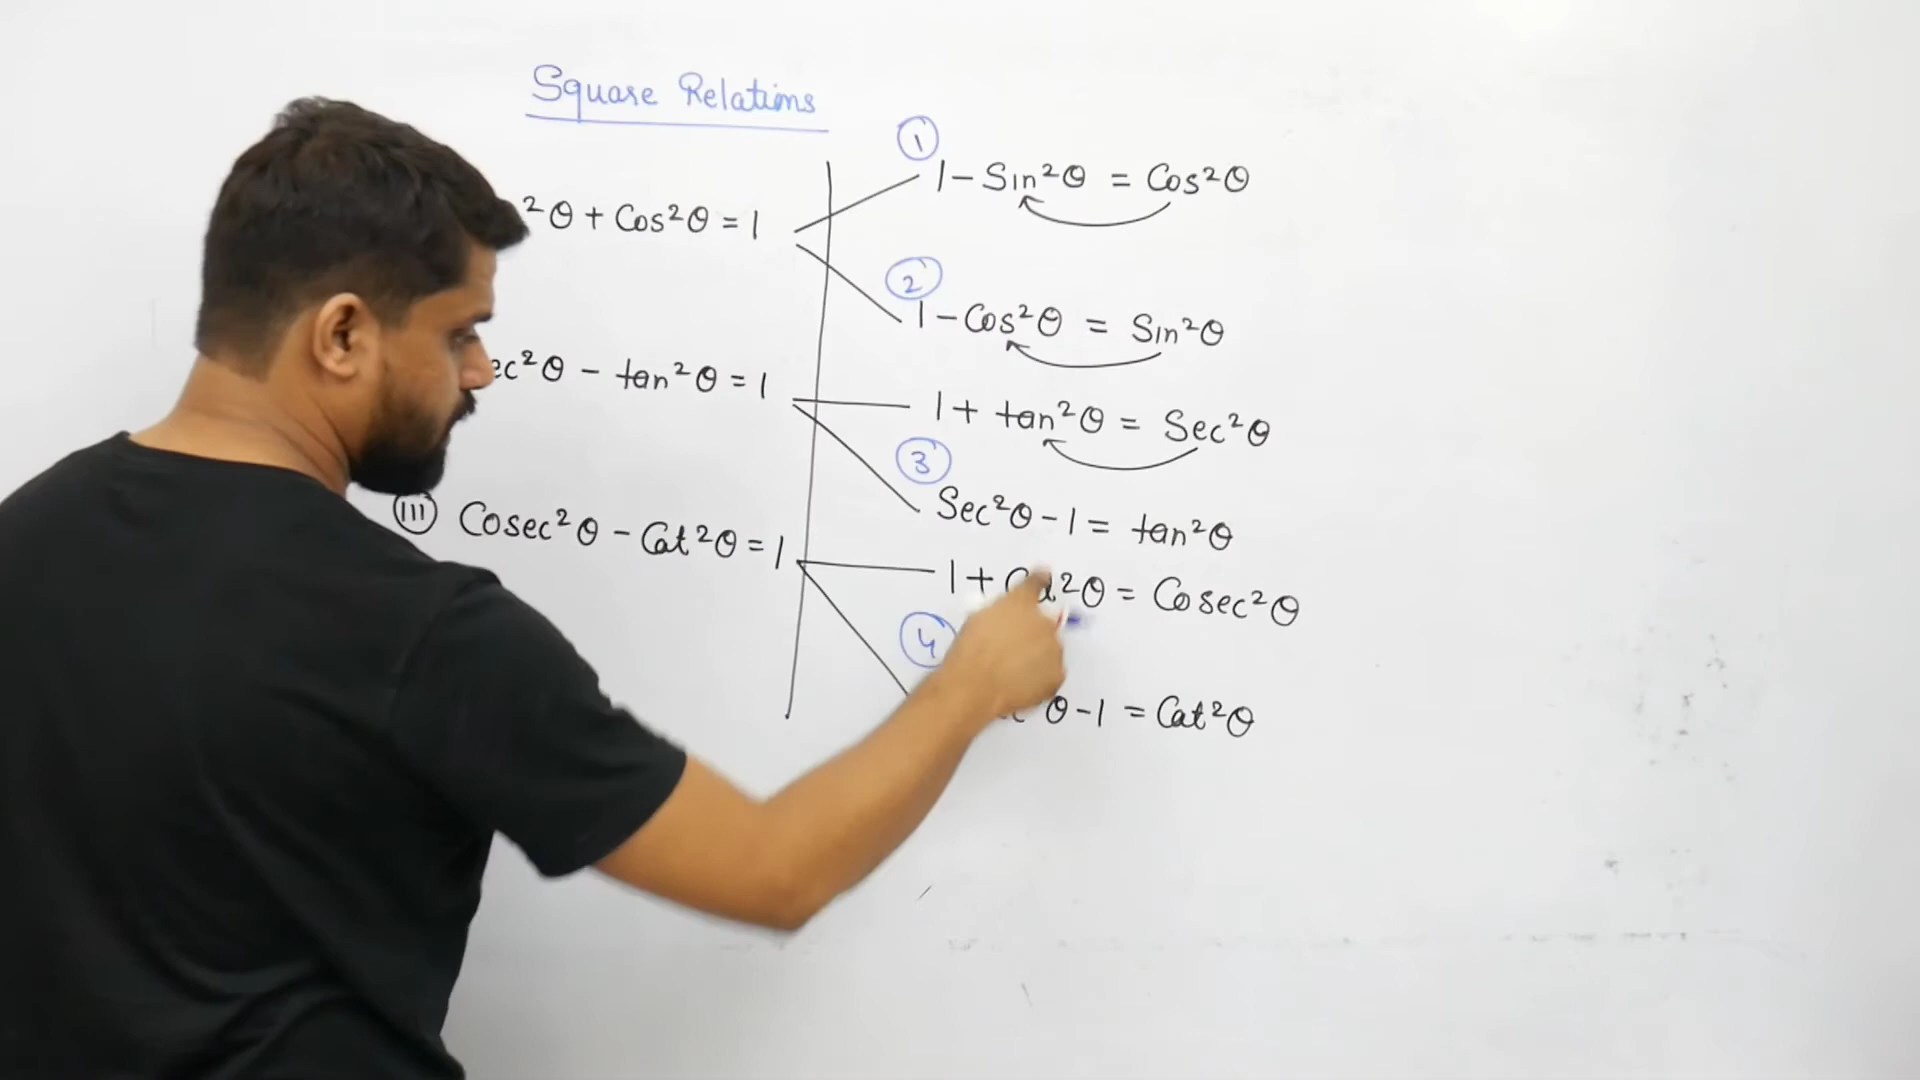 Square Relations
²θ + Cos²θ = 1
ec²θ - tan²θ = 1
(III) Cosec²θ - Cot²θ = 1
(1)
1 - Sin²θ = Cos²θ
(2)
1 - Cos²θ = Sin²θ
1 + tan²θ = Sec²θ
(3)
Sec²θ - 1 = tan²θ
1 + Cot²θ = Cosec²θ
(4)
²θ - 1 = Cot²θ